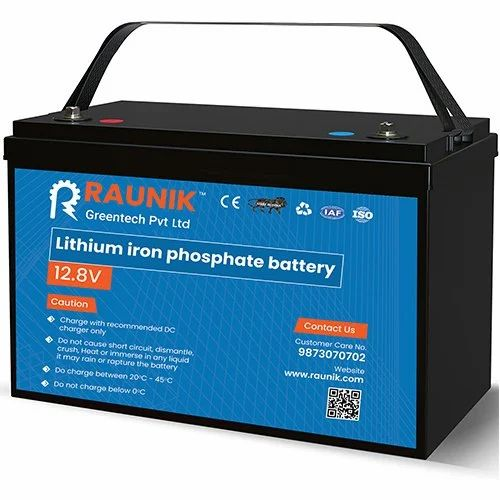 RAUNIK™
Greentech Pvt Ltd
CE
IAF
ISO
Lithium iron phosphate battery
12.8V
Caution
Charge with recommended DC
charger only
Do not cause short circuit, dismantle,
crush, Heat or immerse in any liquid
it may rain or rapture the battery
Do charge between 20°C - 45°C
Do not charge below 0°C
Contact Us
Customer Care No.
9873070702
Website
www.raunik.com